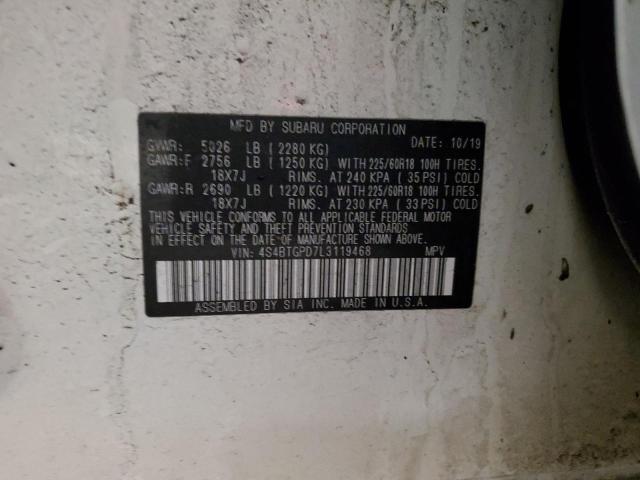 MFD BY SUBARU CORPORATION
GVWR: 5026 LB (2280 KG) DATE: 10/19
GAWR:F 2756 LB (1250 KG) WITH 225/60R18 100H TIRES.
18X7J RIMS. AT 240 KPA (35 PSI) COLD
GAWR:R 2690 LB (1220 KG) WITH 225/60R18 100H TIRES.
18X7J RIMS. AT 230 KPA (33 PSI) COLD
THIS VEHICLE CONFORMS TO ALL APPLICABLE FEDERAL MOTOR
VEHICLE SAFETY AND THEFT PREVENTION STANDARDS IN
EFFECT ON THE DATE OF MANUFACTURE SHOWN ABOVE.
VIN: 4S4BTGPD7L3119468 MPV
ASSEMBLED BY SIA INC. MADE IN U.S.A.